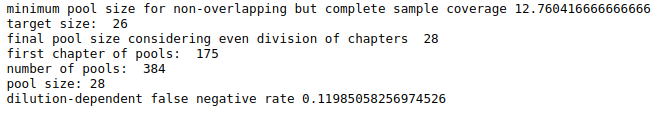 minimum pool size for non-overlapping but complete sample coverage 12.760416666666666
target size:  26
final pool size considering even division of chapters  28
first chapter of pools:  175
number of pools:  384
pool size: 28
dilution-dependent false negative rate 0.11985058256974526